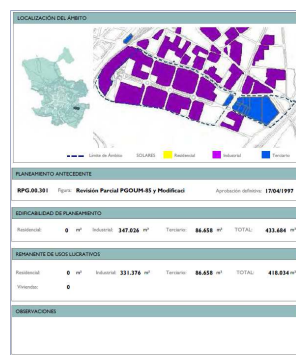 LOCALIZACIÓN DEL ÁMBITO
Límite de Ámbito SOLARES Residencial Industrial Terciario
PLANEAMIENTO ANTECEDENTE
RPG.00.301 Figura: Revisión Parcial PGOUM-85 y Modificaci Aprobación definitiva: 17/04/1997
EDIFICABILIDAD DE PLANEAMIENTO
Residencial: 0 m² Industrial: 347.026 m² Terciario: 86.658 m² TOTAL: 433.684 m²
REMANENTE DE USOS LUCRATIVOS
Residencial: 0 m² Industrial: 331.376 m² Terciario: 86.658 m² TOTAL: 418.034 m²
Viviendas: 0
OBSERVACIONES